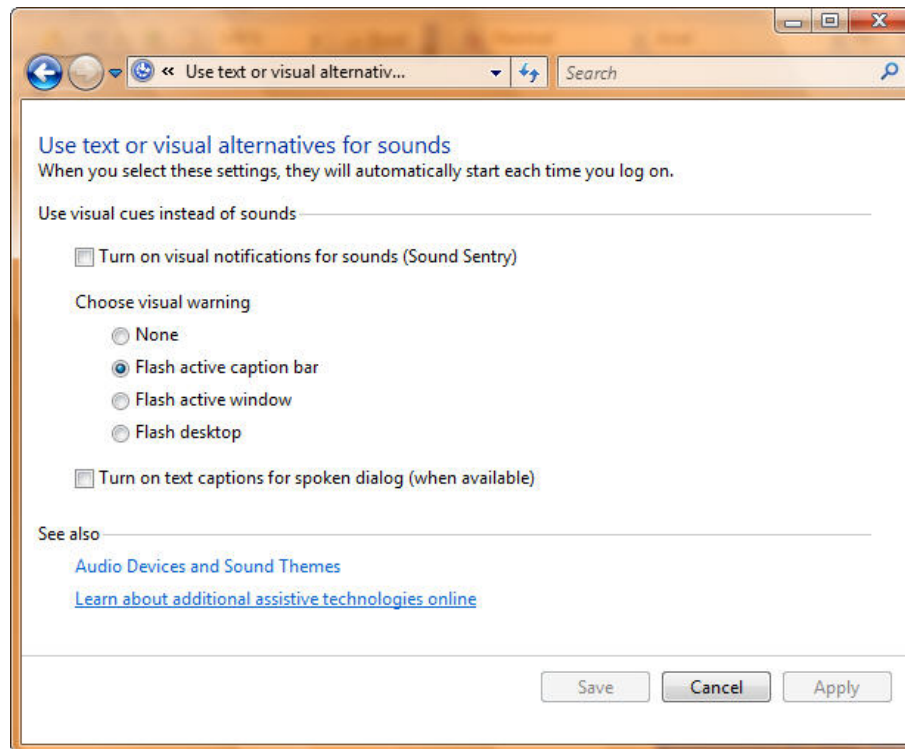 « Use text or visual alternativ...
Search
Use text or visual alternatives for sounds
When you select these settings, they will automatically start each time you log on.
Use visual cues instead of sounds
Turn on visual notifications for sounds (Sound Sentry)
Choose visual warning
None
Flash active caption bar
Flash active window
Flash desktop
Turn on text captions for spoken dialog (when available)
See also
Audio Devices and Sound Themes
Learn about additional assistive technologies online
Save Cancel Apply